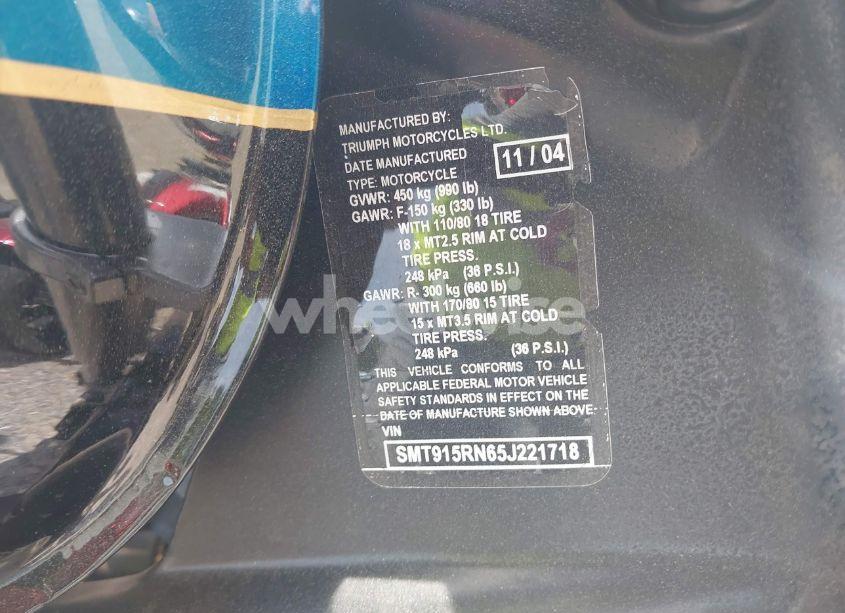 MANUFACTURED BY:
TRIUMPH MOTORCYCLES LTD.
DATE MANUFACTURED 11 / 04
TYPE: MOTORCYCLE
GVWR: 450 kg (990 lb)
GAWR: F-150 kg (330 lb)
WITH 110/80 18 TIRE
18 x MT2.5 RIM AT COLD
TIRE PRESS.
248 kPa (36 P.S.I.)
GAWR: R- 300 kg (660 lb)
WITH 170/80 15 TIRE
15 x MT3.5 RIM AT COLD
TIRE PRESS.
248 kPa (36 P.S.I.)
THIS VEHICLE CONFORMS TO ALL
APPLICABLE FEDERAL MOTOR VEHICLE
SAFETY STANDARDS IN EFFECT ON THE
DATE OF MANUFACTURE SHOWN ABOVE
VIN
SMT915RN65J221718